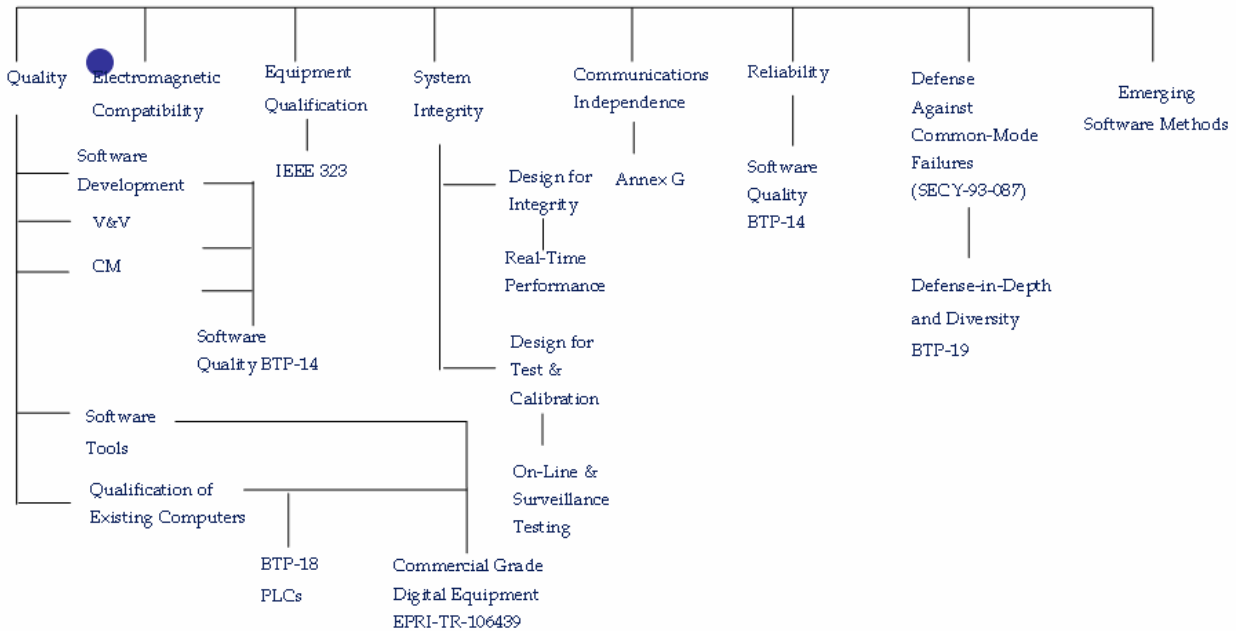 Quality
Electromagnetic
Compatibility
Equipment
Qualification
IEEE 323
System
Integrity
Communications
Independence
Annex G
Reliability
Software
Quality
BTP-14
Defense
Against
Common-Mode
Failures
(SECY-93-087)
Defense-in-Depth
and Diversity
BTP-19
Emerging
Software Methods
Software
Development
V&V
CM
Software
Quality BTP-14
Design for
Integrity
Real-Time
Performance
Design for
Test &
Calibration
On-Line &
Surveillance
Testing
Software
Tools
Qualification of
Existing Computers
BTP-18
PLCs
Commercial Grade
Digital Equipment
EPRI-TR-106439